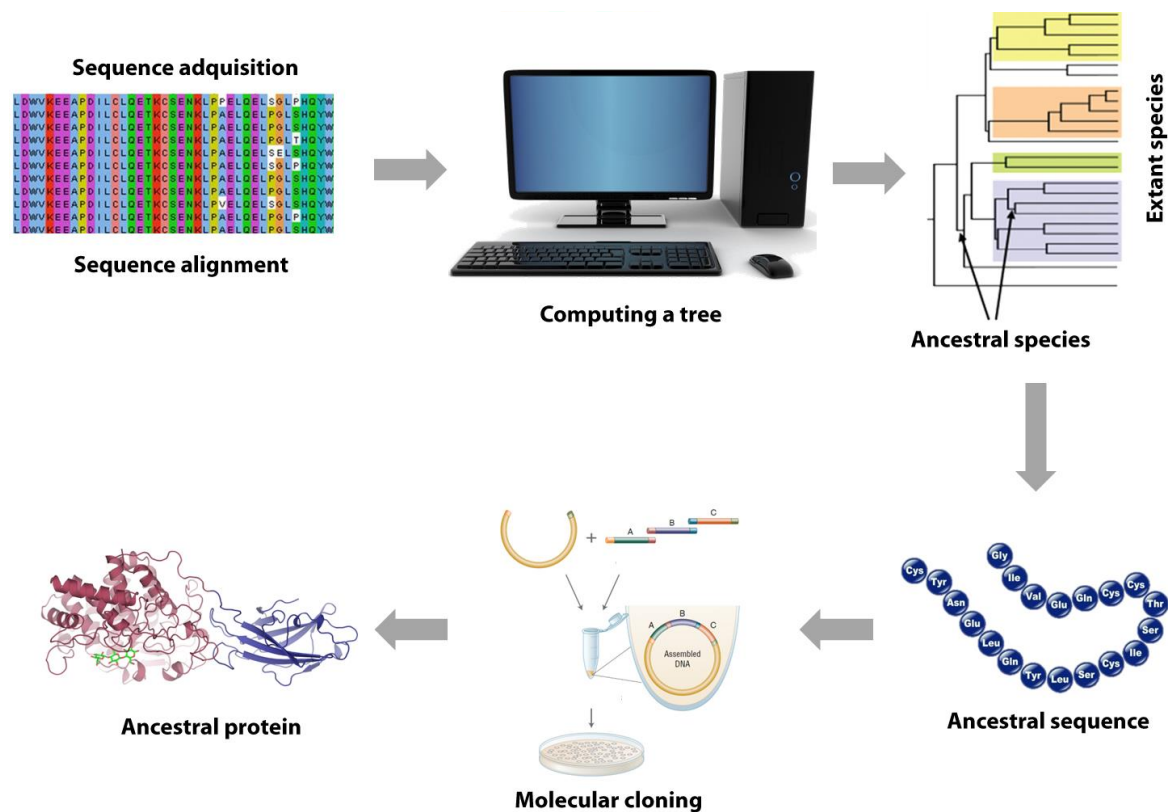 Sequence adquisition
LDWVKEEAPDILCLQETKCSENKLPPELQELSGLPHQYW
LDWVKEEAPDILCLQETKCSENKLPAELQELPGLSHQYW
LDWVKEEAPDILCLQETKCSENKLPAELQELPGLSHQYW
LDWVKEEAPDILCLQETKCSENKLPAELQELPGLTHQYW
LDWVKEEAPDILCLQETKCSENKLPAELQELSELSHQYW
LDWVKEEAPDILCLQETKCSENKLPAELQELSGLPHQYW
LDWVKEEAPDILCLQETKCSENKLPAELQELPGLSHQYW
LDWVKEEAPDILCLQETKCSENKLPAELQELPGLSHQYW
LDWVKEEAPDILCLQETKCSENKLPVELQELSGLSHQYW
LDWVKEEAPDILCLQETKCSENKLPAELQELPGLPHQYW
LDWVKEEAPDILCLQETKCSENKLPAELQELPGLSHQYW
Sequence alignment
Computing a tree
Extant species
Ancestral species
Cys Tyr Asn Glu Leu Gln Tyr Leu Ser Cys Ile Ser Thr Cys Cys Gln Glu Val Ile Gly
Ancestral sequence
+
A
B
C
A
B
C
Assembled
DNA
Molecular cloning
Ancestral protein